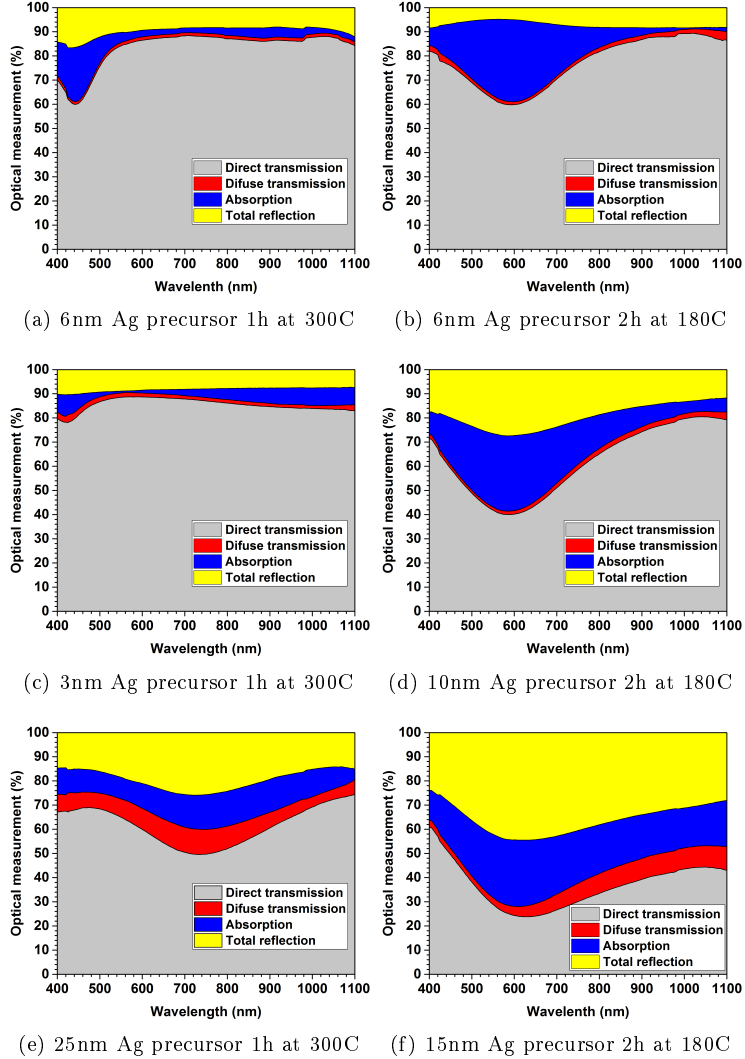 100
90
80
70
60
50
40
30
20
10
0
Optical measurement (%)
Direct transmission
Difuse transmission
Absorption
Total reflection
400 500 600 700 800 900 1000 1100
Wavelenth (nm)
(a) 6nm Ag precursor 1h at 300C
100
90
80
70
60
50
40
30
20
10
0
Optical measurement (%)
Direct transmission
Difuse transmission
Absorption
Total reflection
400 500 600 700 800 900 1000 1100
Wavelenth (nm)
(b) 6nm Ag precursor 2h at 180C
100
90
80
70
60
50
40
30
20
10
0
Optical measurement (%)
Direct transmission
Difuse transmission
Absorption
Total reflection
400 500 600 700 800 900 1000 1100
Wavelength (nm)
(c) 3nm Ag precursor 1h at 300C
100
90
80
70
60
50
40
30
20
10
0
Optical measurement (%)
Direct transmission
Difuse transmission
Absorption
Total reflection
400 500 600 700 800 900 1000 1100
Wavelenth (nm)
(d) 10nm Ag precursor 2h at 180C
100
90
80
70
60
50
40
30
20
10
0
Optical measurement (%)
Direct transmission
Difuse transmission
Absorption
Total reflection
400 500 600 700 800 900 1000 1100
Wavelenth (nm)
(e) 25nm Ag precursor 1h at 300C
100
90
80
70
60
50
40
30
20
10
0
Optical measurement (%)
Direct transmission
Difuse transmission
Absorption
Total reflection
400 500 600 700 800 900 1000 1100
Wavelenth (nm)
(f) 15nm Ag precursor 2h at 180C